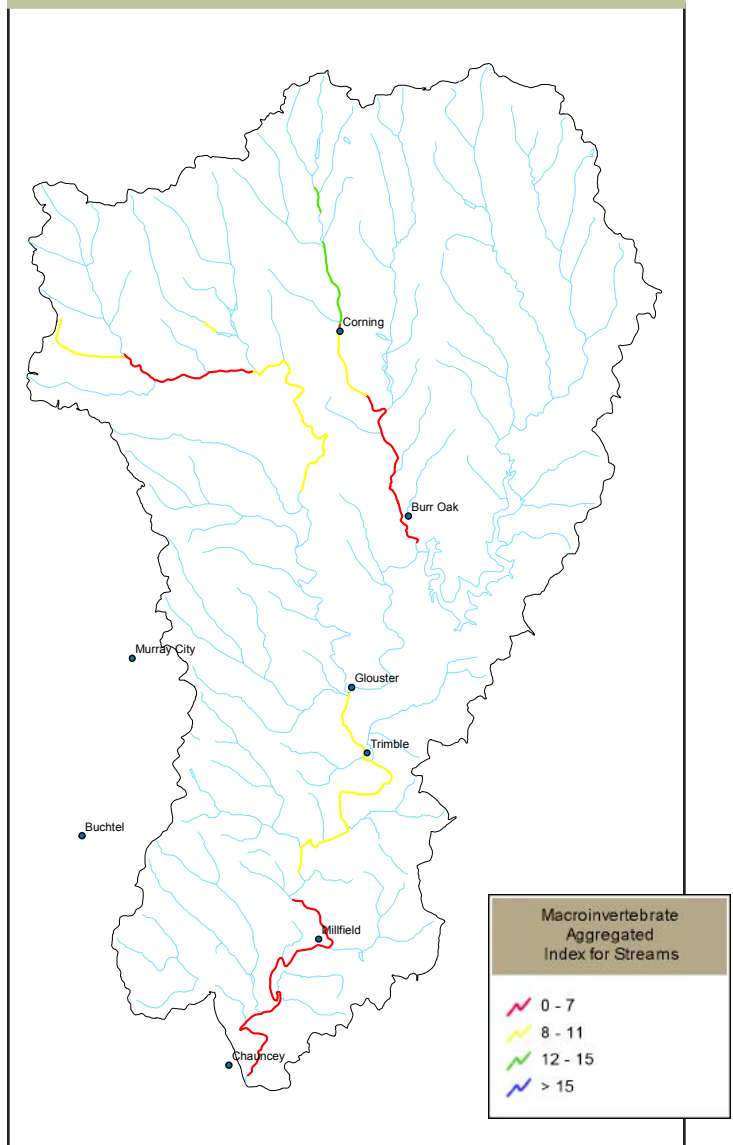 Corning
Burr Oak
Murray City
Glouster
Trimble
Buchtel
Millfield
Chauncey
Macroinvertebrate
Aggregated
Index for Streams
0 - 7
8 - 11
12 - 15
> 15